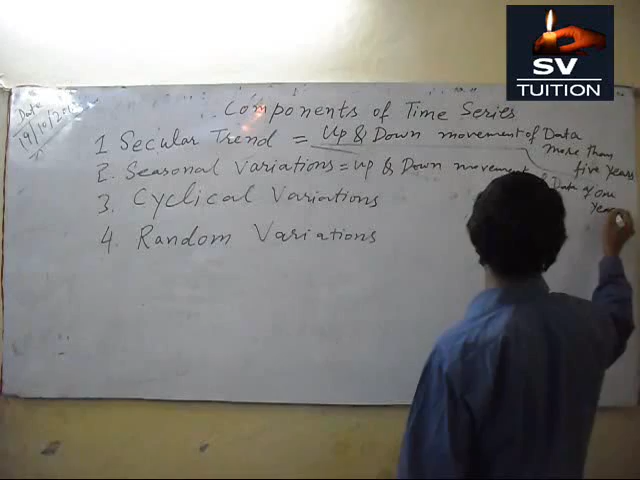 SV
TUITION
Date
19/10/2
Components of Time Series
1 Secular Trend = Up & Down movement of Data
more than
five years
2. Seasonal Variations = up & Down movement
Data of one
year
3. Cyclical Variations
4. Random Variations